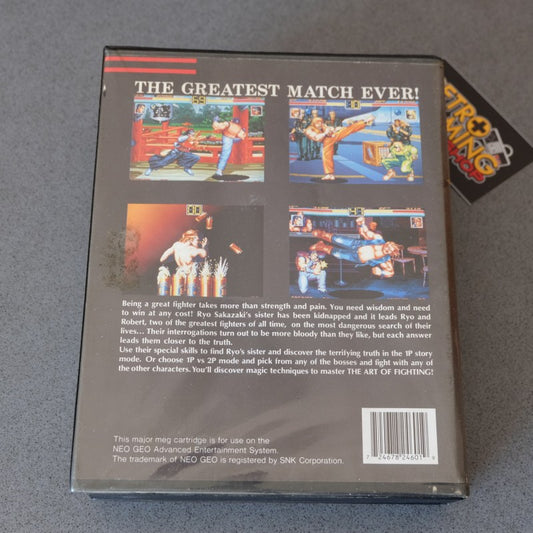 THE GREATEST MATCH EVER!
Being a great fighter takes more than strength and pain. You need wisdom and need
to win at any cost! Ryo Sakazaki's sister has been kidnapped and it leads Ryo and
Robert, two of the greatest fighters of all time, on the most dangerous search of their
lives... Their interrogations turn out to be more bloody than they like, but each answer
leads them closer to the truth.
Use their special skills to find Ryo's sister and discover the terrifying truth in the 1P story
mode. Or choose 1P vs 2P mode and pick from any of the bosses and fight with any of
the other characters. You'll discover magic techniques to master THE ART OF FIGHTING!
This major meg cartridge is for use on the
NEO GEO Advanced Entertainment System.
The trademark of NEO GEO is registered by SNK Corporation.
7 24678 24601 9